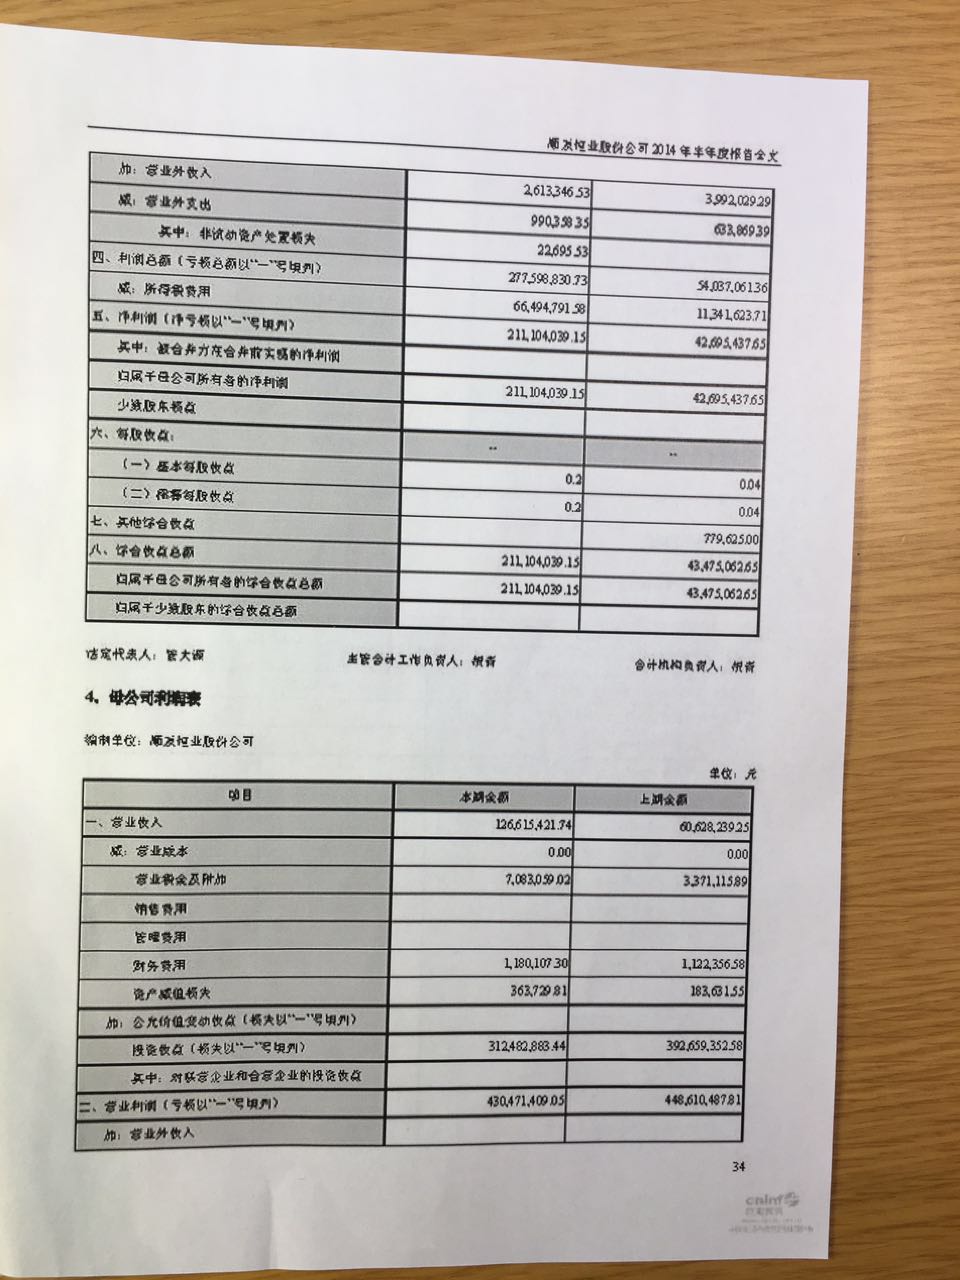 顺发恒业股份公司 2014 年半年度报告全文
加：营业外收入 2,613,346.53 3,992,029.29
减：营业外支出 990,358.35 633,869.39
其中：非流动资产处置损失 22,695.53
四、利润总额（亏损总额以“－”号填列） 277,598,830.73 54,037,061.36
减：所得税费用 66,494,791.58 11,341,623.71
五、净利润（净亏损以“－”号填列） 211,104,039.15 42,695,437.65
其中：被合并方在合并前实现的净利润
归属于母公司所有者的净利润 211,104,039.15 42,695,437.65
少数股东损益
六、每股收益： -- --
（一）基本每股收益 0.2 0.04
（二）稀释每股收益 0.2 0.04
七、其他综合收益 779,625.00
八、综合收益总额 211,104,039.15 43,475,062.65
归属于母公司所有者的综合收益总额 211,104,039.15 43,475,062.65
归属于少数股东的综合收益总额
法定代表人：管大源 主管会计工作负责人： 会计机构负责人：
4、母公司利润表
编制单位：顺发恒业股份公司
单位：元
项目 本期金额 上期金额
一、营业收入 126,615,421.74 60,628,239.25
减：营业成本 0.00 0.00
营业税金及附加 7,083,059.02 3,371,115.89
销售费用
管理费用
财务费用 1,180,107.30 1,122,356.58
资产减值损失 363,729.81 183,631.55
加：公允价值变动收益（损失以“－”号填列）
投资收益（损失以“－”号填列） 312,482,883.44 392,659,352.58
其中：对联营企业和合营企业的投资收益
二、营业利润（亏损以“－”号填列） 430,471,409.05 448,610,487.81
加：营业外收入
34
cninf
巨潮资讯